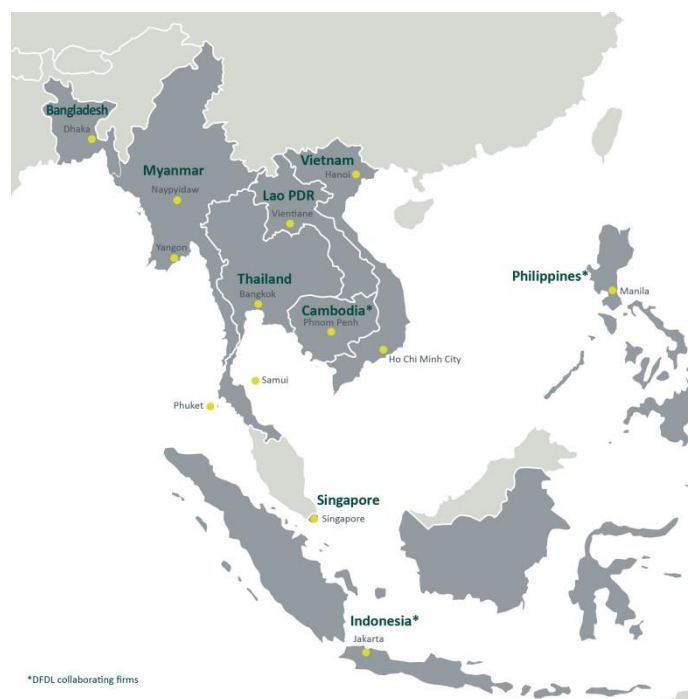 Bangladesh
Dhaka
Myanmar
Naypyidaw
Vietnam
Hanoi
Lao PDR
Vientiane
Yangon
Thailand
Bangkok
Cambodia*
Phnom Penh
Philippines*
Manila
Ho Chi Minh City
Samui
Phuket
Singapore
Singapore
Indonesia*
Jakarta
*DFDL collaborating firms